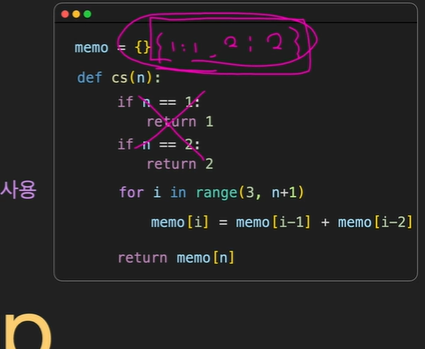 memo = {} {1:1, 2:2}
def cs(n):
if n == 1:
return 1
if n == 2:
return 2
사용
for i in range(3, n+1)
memo[i] = memo[i-1] + memo[i-2]
return memo[n]
p